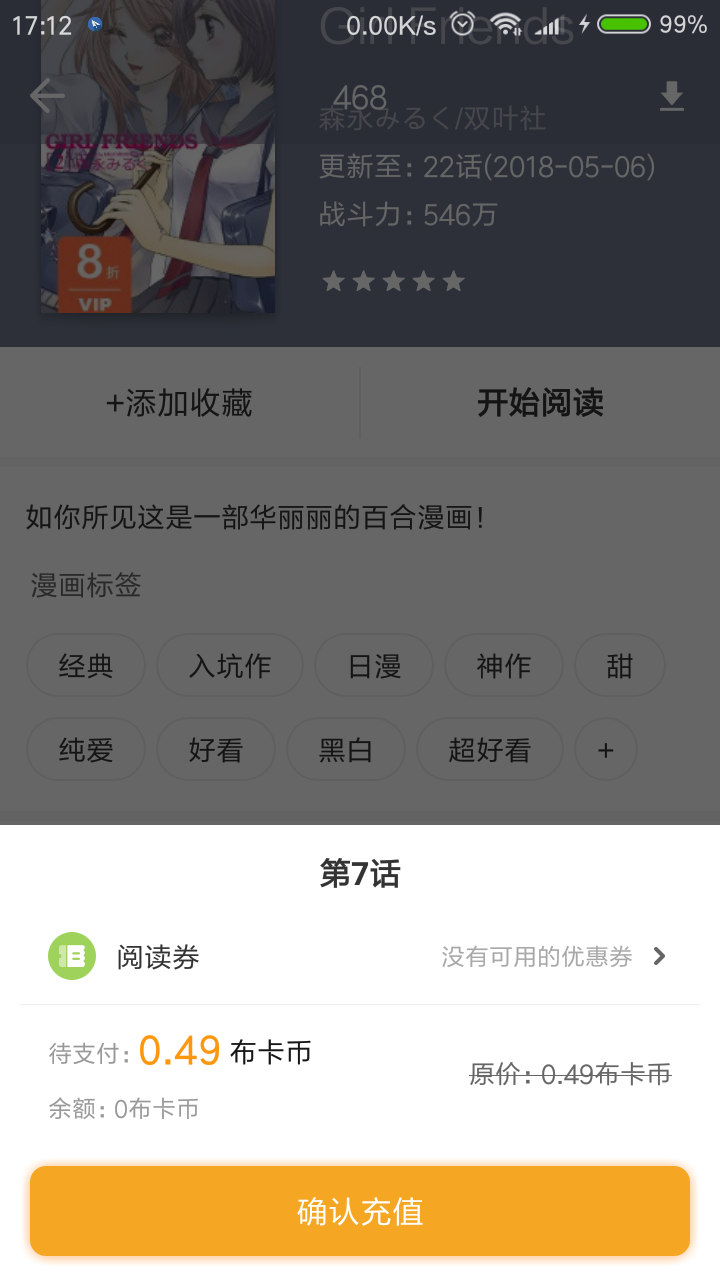 17:12
0.00K/s
99%
Girl Friends
468
森永みるく/双叶社
GIRL FRIENDS
[2]
森永みるく
更新至：22话(2018-05-06)
战斗力：546万
8折
VIP
+添加收藏
开始阅读
如你所见这是一部华丽丽的百合漫画！
漫画标签
经典
入坑作
日漫
神作
甜
纯爱
好看
黑白
超好看
+
第7话
阅读券
没有可用的优惠券
待支付：0.49 布卡币
原价：0.49布卡币
余额：0布卡币
确认充值